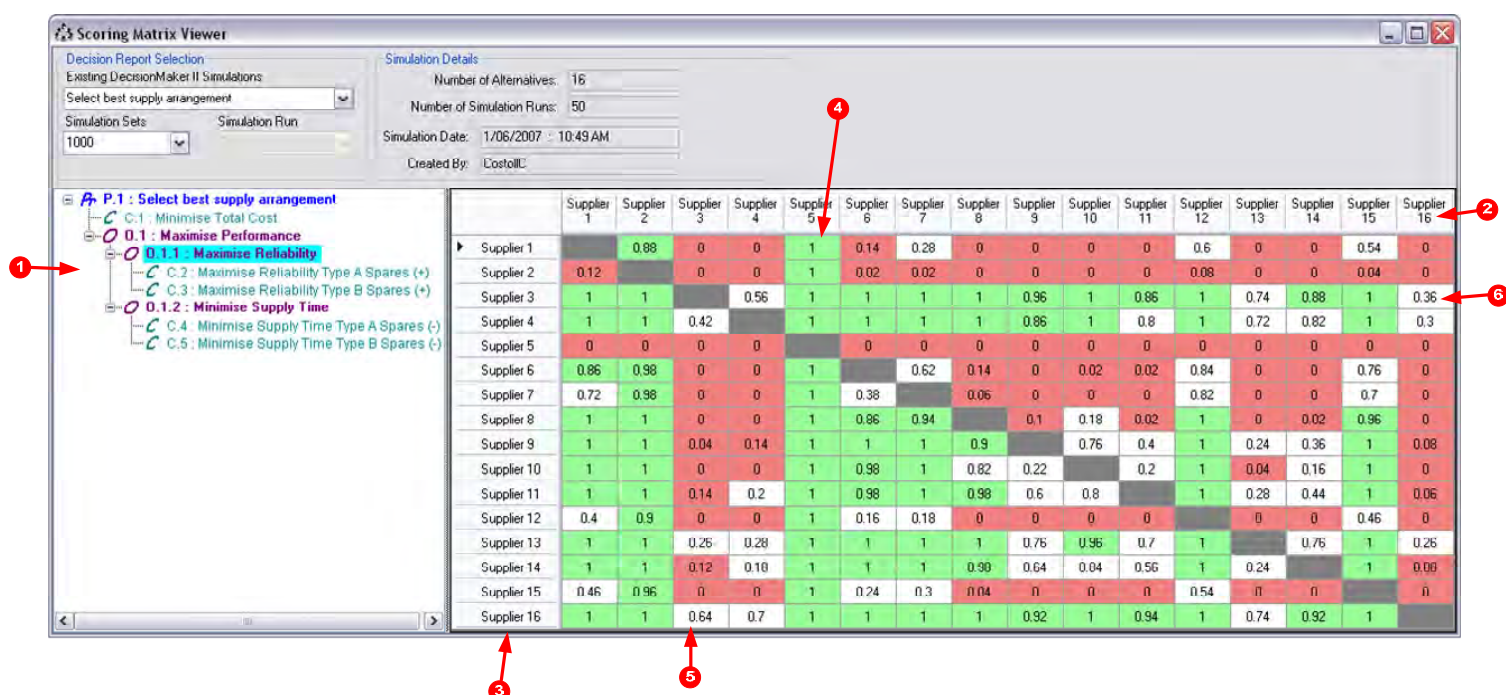 Scoring Matrix Viewer
Decision Report Selection
Existing DecisionMaker II Simulations
Select best supply arrangement
Simulation Sets Simulation Run
1000
Simulation Details
Number of Alternatives: 16
Number of Simulation Runs: 50
Simulation Date: 1/06/2007 : 10:49 AM
Created By: CostollC
4
P.1 : Select best supply arrangement
C.1 : Minimise Total Cost
O.1 : Maximise Performance
O.1.1 : Maximise Reliability
C.2 : Maximise Reliability Type A Spares (+)
C.3 : Maximise Reliability Type B Spares (+)
O.1.2 : Minimise Supply Time
C.4 : Minimise Supply Time Type A Spares (-)
C.5 : Minimise Supply Time Type B Spares (-)
1
Supplier 1 Supplier 2 Supplier 3 Supplier 4 Supplier 5 Supplier 6 Supplier 7 Supplier 8 Supplier 9 Supplier 10 Supplier 11 Supplier 12 Supplier 13 Supplier 14 Supplier 15 Supplier 16
2
Supplier 1 0.88 0 0 1 0.14 0.28 0 0 0 0 0.6 0 0 0.54 0
Supplier 2 0.12 0 0 1 0.02 0.02 0 0 0 0 0.08 0 0 0.04 0
Supplier 3 1 1 0.56 1 1 1 1 0.96 1 0.86 1 0.74 0.88 1 0.36
6
Supplier 4 1 1 0.42 1 1 1 1 0.86 1 0.8 1 0.72 0.82 1 0.3
Supplier 5 0 0 0 0 0 0 0 0 0 0 0 0 0 0 0
Supplier 6 0.86 0.98 0 0 1 0.62 0.14 0 0.02 0.02 0.84 0 0 0.76 0
Supplier 7 0.72 0.98 0 0 1 0.38 0.06 0 0 0 0.82 0 0 0.7 0
Supplier 8 1 1 0 0 1 0.86 0.94 0.1 0.18 0.02 1 0 0.02 0.96 0
Supplier 9 1 1 0.04 0.14 1 1 1 0.9 0.76 0.4 1 0.24 0.36 1 0.08
Supplier 10 1 1 0 0 1 0.98 1 0.82 0.22 0.2 1 0.04 0.16 1 0
Supplier 11 1 1 0.14 0.2 1 0.98 1 0.98 0.6 0.8 1 0.28 0.44 1 0.06
Supplier 12 0.4 0.9 0 0 1 0.16 0.18 0 0 0 0 0 0 0.46 0
Supplier 13 1 1 0.26 0.28 1 1 1 1 0.76 0.96 0.7 1 0.76 1 0.26
Supplier 14 1 1 0.12 0.18 1 1 1 0.98 0.64 0.84 0.56 1 0.24 1 0.08
Supplier 15 0.46 0.96 0 0 1 0.24 0.3 0.04 0 0 0 0.54 0 0 0
Supplier 16 1 1 0.64 0.7 1 1 1 1 0.92 1 0.94 1 0.74 0.92 1
3
5